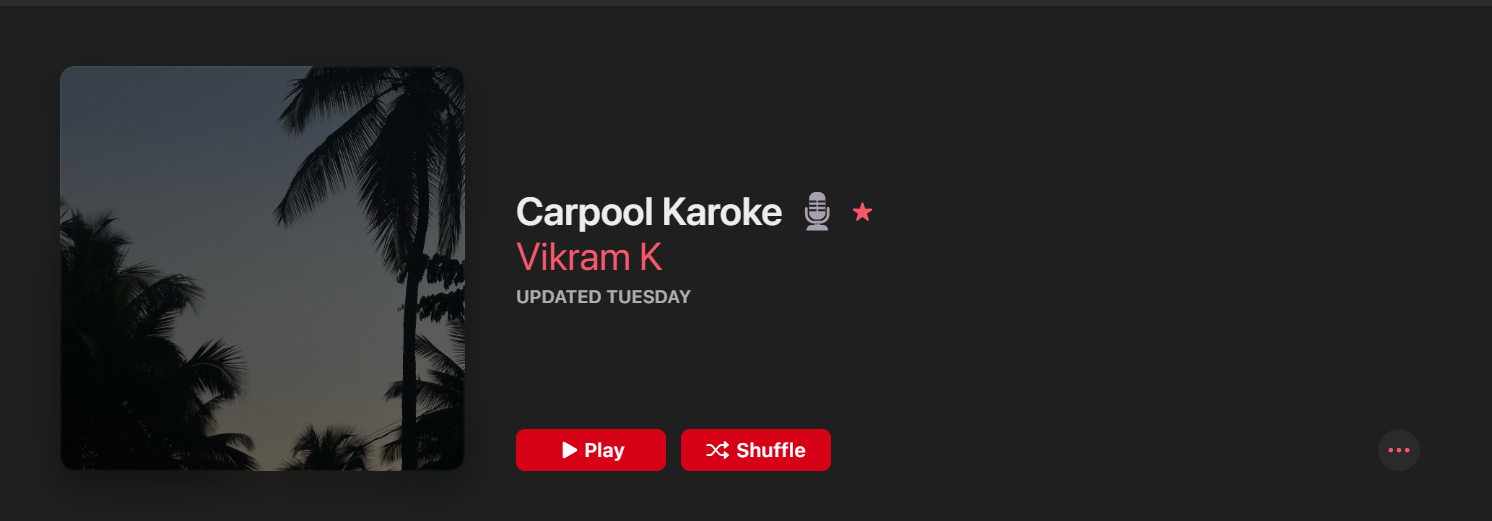 Carpool Karoke 🎙️ ★
Vikram K
UPDATED TUESDAY
Play
Shuffle